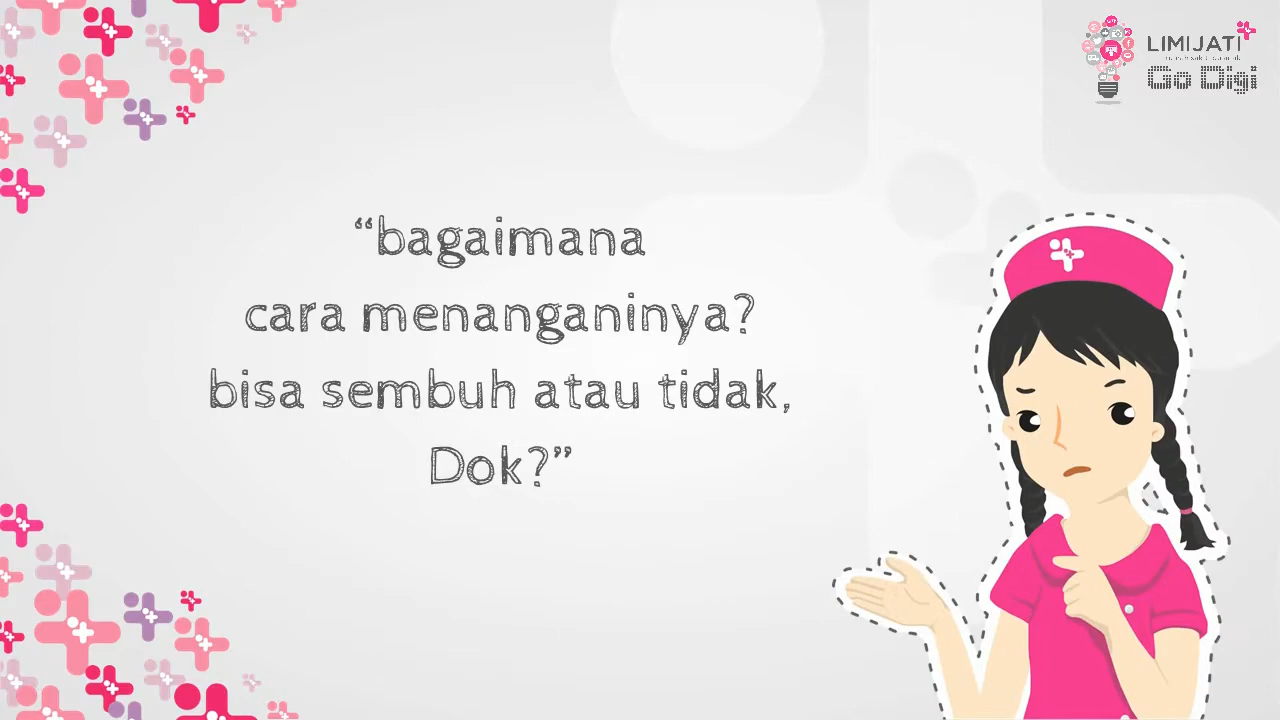 LIMIJATI
Go Digi
“bagaimana
cara menanganinya?
bisa sembuh atau tidak,
Dok?”